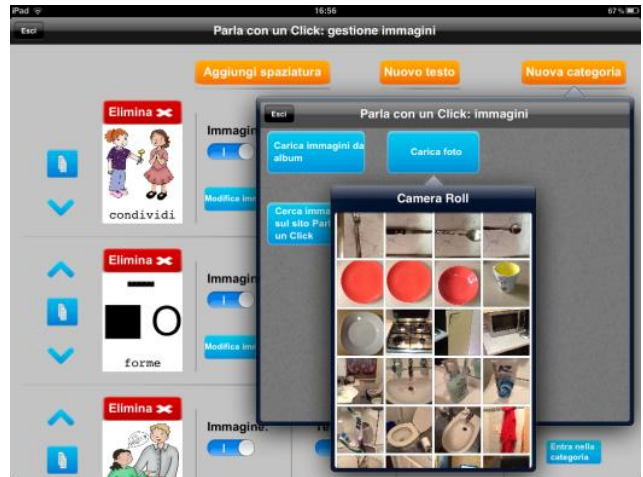 iPad
16:56
67%
Esci
Parla con un Click: gestione immagini
Aggiungi spaziatura
Nuovo testo
Nuova categoria
Elimina
Immagin
Modifica im
condividi
Esci
Parla con un Click: immagini
Carica immagini da
album
Carica foto
Cerca imma
sul sito Parl
un Click
Camera Roll
Elimina
Immagin
Modifica im
forme
Elimina
Immagine:
Te
Entra nella
categoria